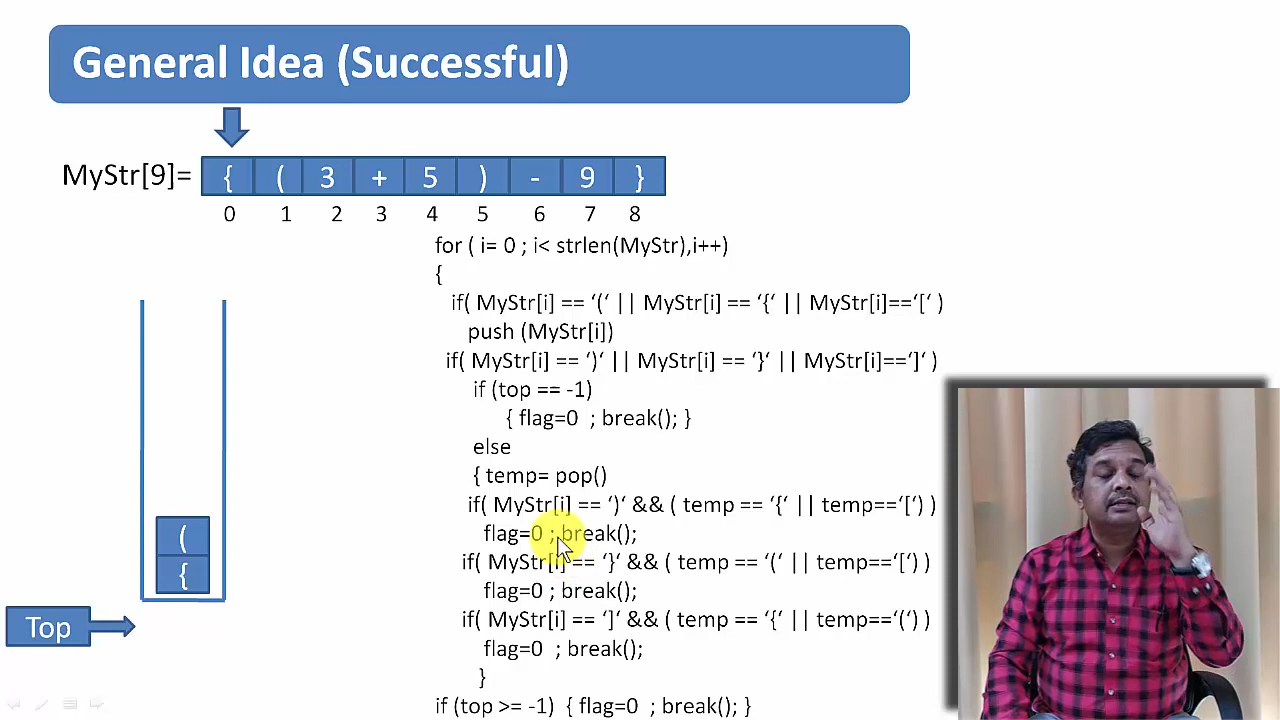 General Idea (Successful)
MyStr[9]= { ( 3 + 5 ) - 9 }
0 1 2 3 4 5 6 7 8
for ( i= 0 ; i< strlen(MyStr),i++)
{
if( MyStr[i] == ‘(‘ || MyStr[i] == ‘{‘ || MyStr[i]==‘[‘ )
push (MyStr[i])
if( MyStr[i] == ‘)‘ || MyStr[i] == ‘}‘ || MyStr[i]==‘]‘ )
if (top == -1)
{ flag=0 ; break(); }
else
{ temp= pop()
if( MyStr[i] == ‘)‘ && ( temp == ‘{‘ || temp==‘[‘) )
flag=0 ; break();
if( MyStr[i] == ‘}‘ && ( temp == ‘(‘ || temp==‘[‘) )
flag=0 ; break();
if( MyStr[i] == ‘]‘ && ( temp == ‘{‘ || temp==‘(‘) )
flag=0 ; break();
}
if (top >= -1) { flag=0 ; break(); }
(
{
Top